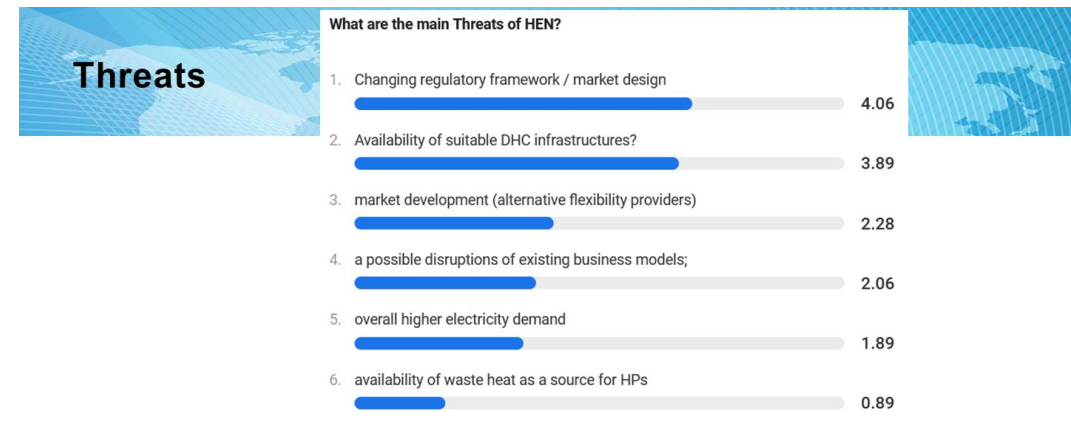 Threats
What are the main Threats of HEN?
1. Changing regulatory framework / market design
4.06
2. Availability of suitable DHC infrastructures?
3.89
3. market development (alternative flexibility providers)
2.28
4. a possible disruptions of existing business models;
2.06
5. overall higher electricity demand
1.89
6. availability of waste heat as a source for HPs
0.89